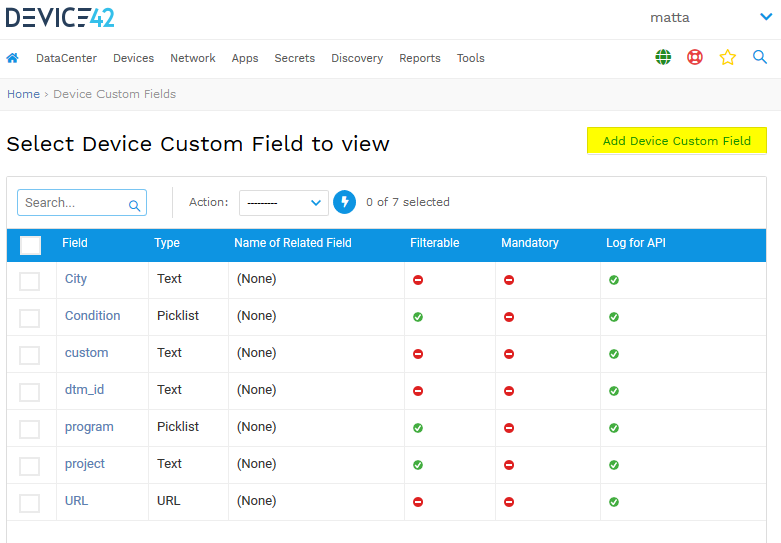 DEVICE42
matta
DataCenter Devices Network Apps Secrets Discovery Reports Tools
Home › Device Custom Fields
Select Device Custom Field to view
Add Device Custom Field
Search... Action: --------- 0 of 7 selected
Field Type Name of Related Field Filterable Mandatory Log for API
City Text (None)
Condition Picklist (None)
custom Text (None)
dtm_id Text (None)
program Picklist (None)
project Text (None)
URL URL (None)